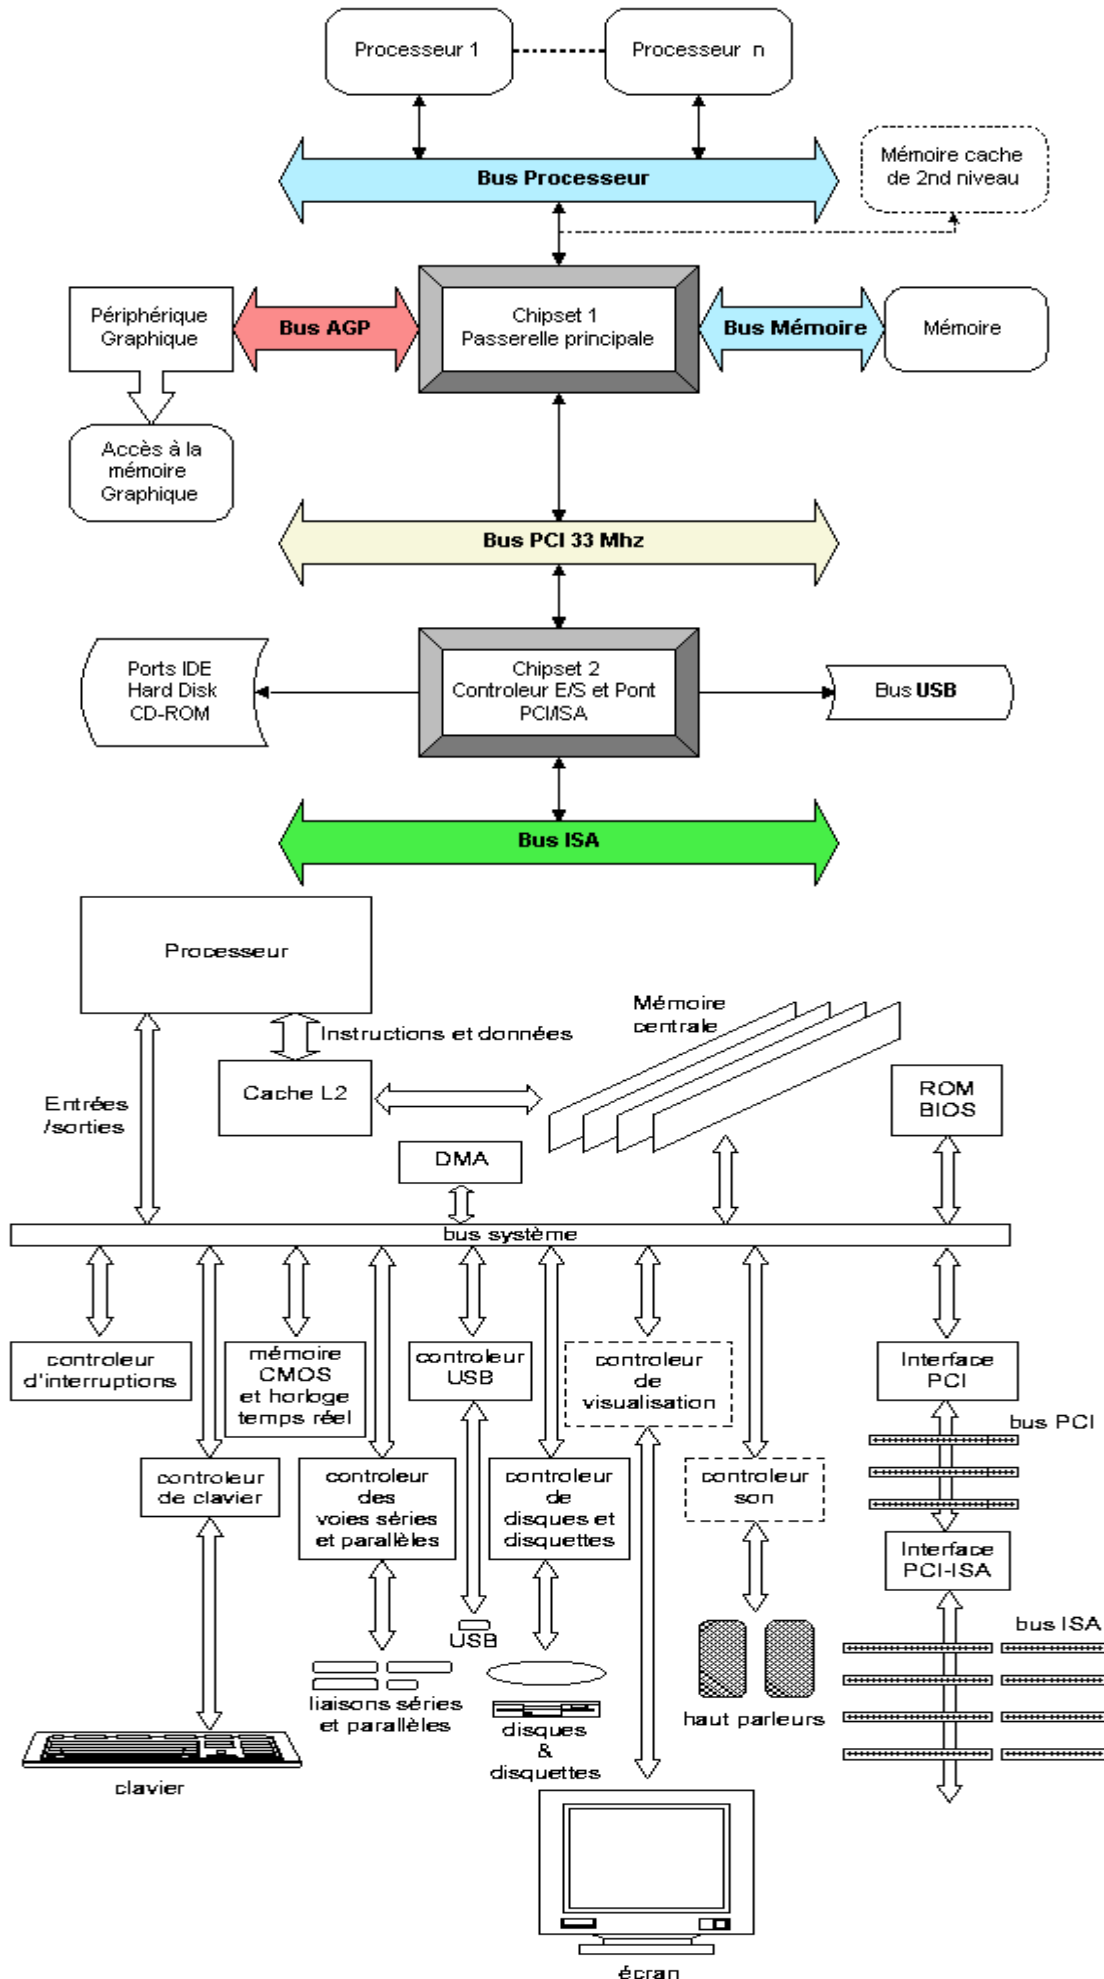 Processeur 1
Processeur n
Bus Processeur
Mémoire cache
de 2nd niveau
Périphérique
Graphique
Bus AGP
Chipset 1
Passerelle principale
Bus Mémoire
Mémoire
Accès à la
mémoire
Graphique
Bus PCI 33 Mhz
Ports IDE
Hard Disk
CD-ROM
Chipset 2
Controleur E/S et Pont
PCI/ISA
Bus USB
Bus ISA
Processeur
Instructions et données
Mémoire
centrale
Cache L2
Entrées
/sorties
ROM
BIOS
DMA
bus système
controleur
d'interruptions
mémoire
CMOS
et horloge
temps réel
controleur
USB
controleur
de
visualisation
Interface
PCI
bus PCI
controleur
de clavier
controleur
des
voies séries
et parallèles
controleur
de
disques et
disquettes
controleur
son
Interface
PCI-ISA
bus ISA
USB
liaisons séries
et parallèles
disques
&
disquettes
haut parleurs
clavier
écran